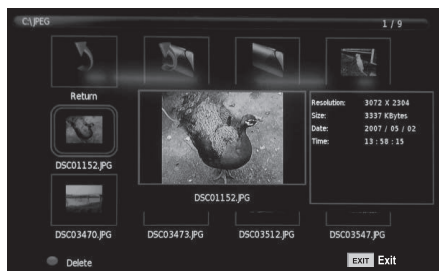 C:\JPEG
1 / 9
Return
Resolution: 3072 X 2304
Size: 3337 KBytes
Date: 2007 / 05 / 02
Time: 13 : 58 : 15
DSC01152.JPG
DSC01152.JPG
DSC03470.JPG DSC03473.JPG DSC03512.JPG DSC03547.JPG
Delete
EXIT Exit